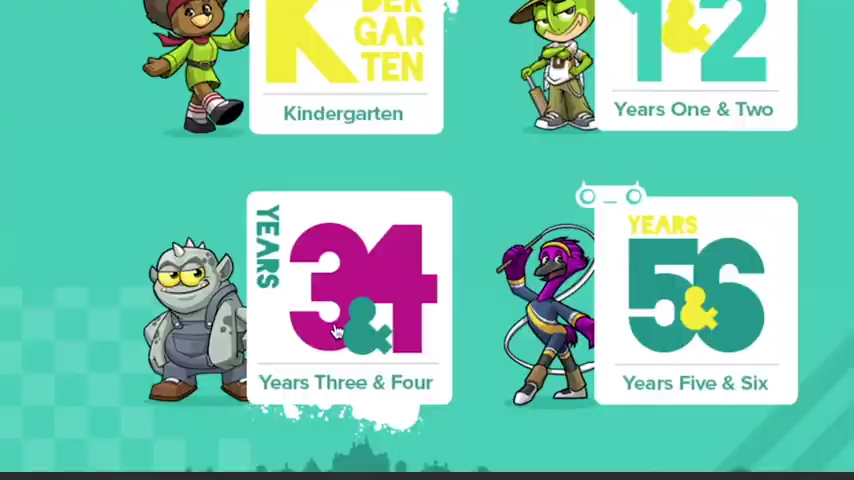 K
DER
GAR
TEN
Kindergarten
1&2
Years One & Two
YEARS
3&4
Years Three & Four
YEARS
5&6
Years Five & Six